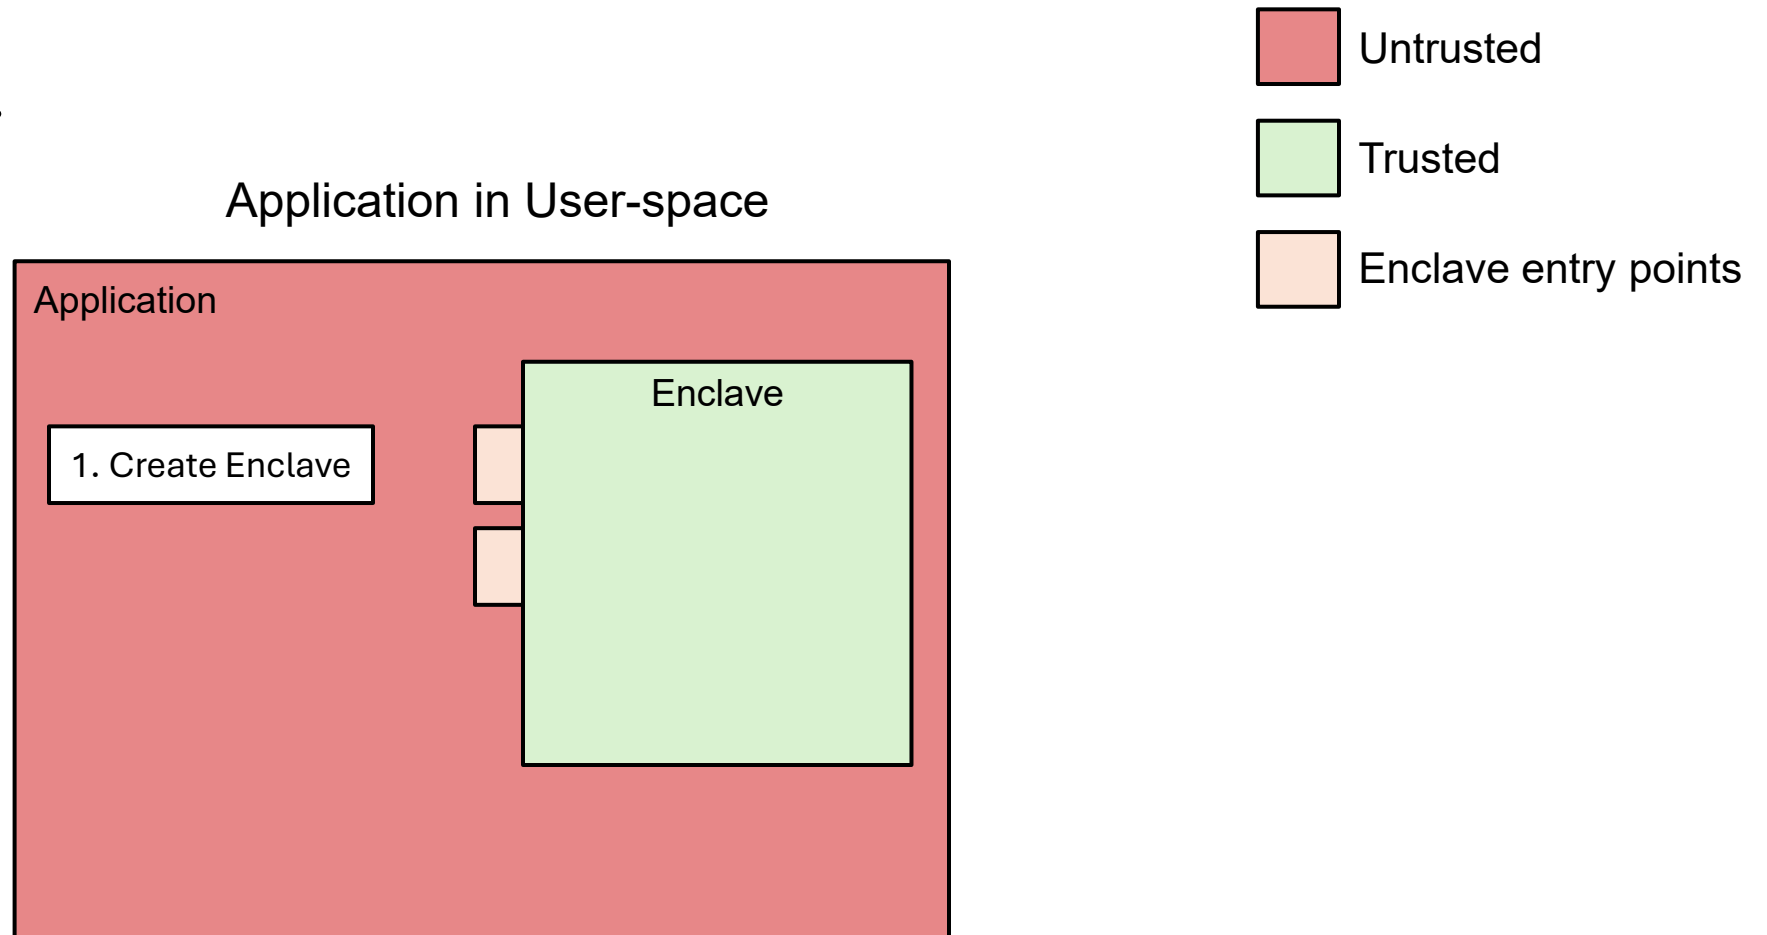 Untrusted
Trusted
Enclave entry points
Application in User-space
Application
Enclave
1. Create Enclave